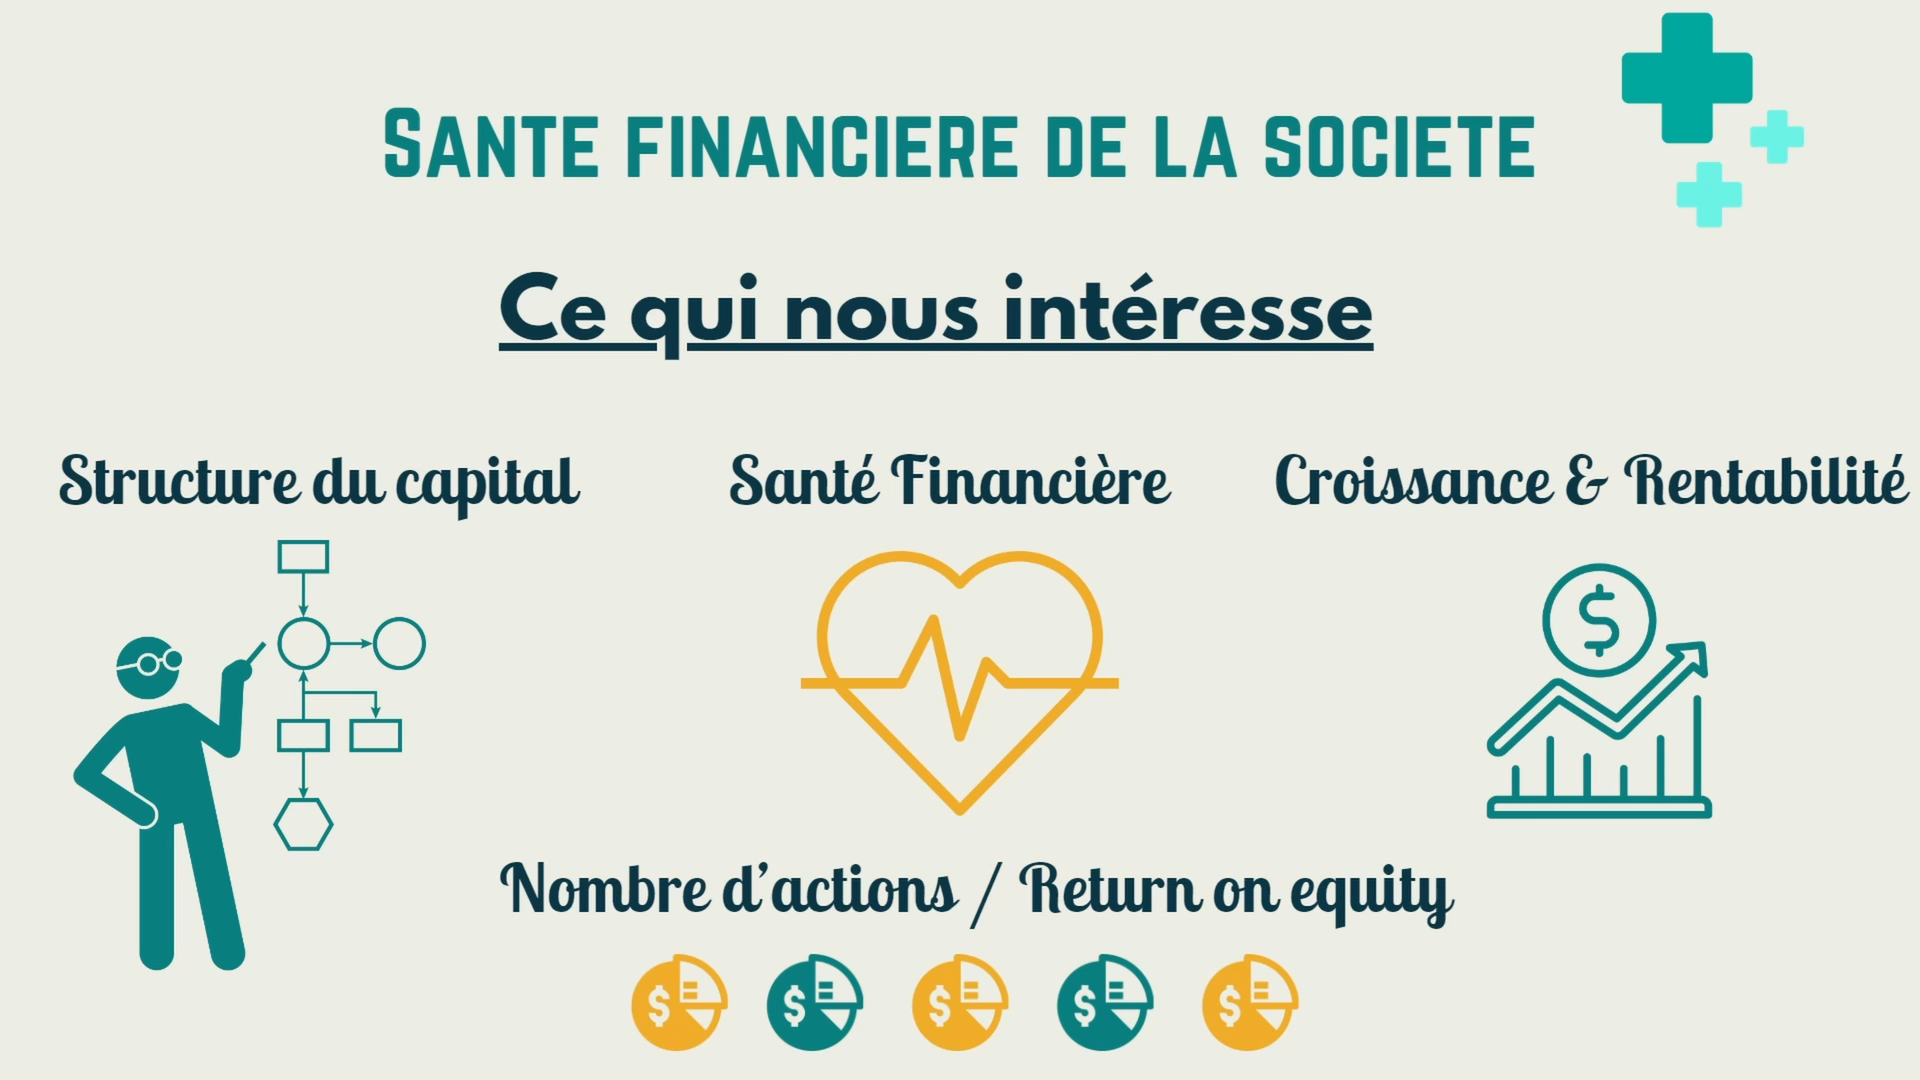 SANTE FINANCIERE DE LA SOCIETE
Ce qui nous intéresse
Structure du capital
Santé Financière
Croissance & Rentabilité
$
Nombre d'actions / Return on equity
$ $ $ $ $